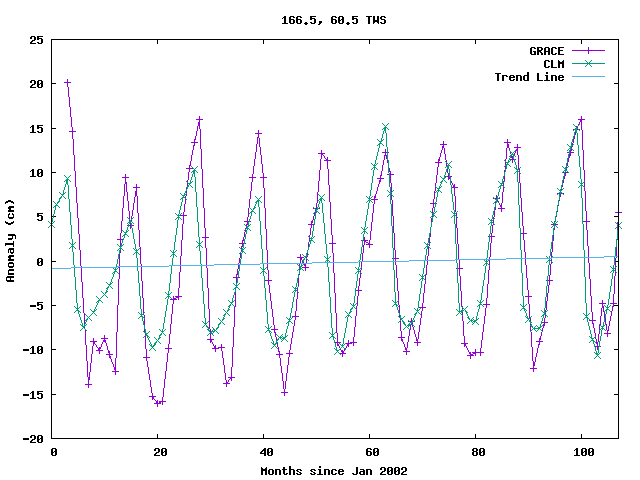 166.5, 60.5 TWS
GRACE
CLM
Trend Line
Anomaly (cm)
25
20
15
10
5
0
-5
-10
-15
-20
0 20 40 60 80 100
Months since Jan 2002